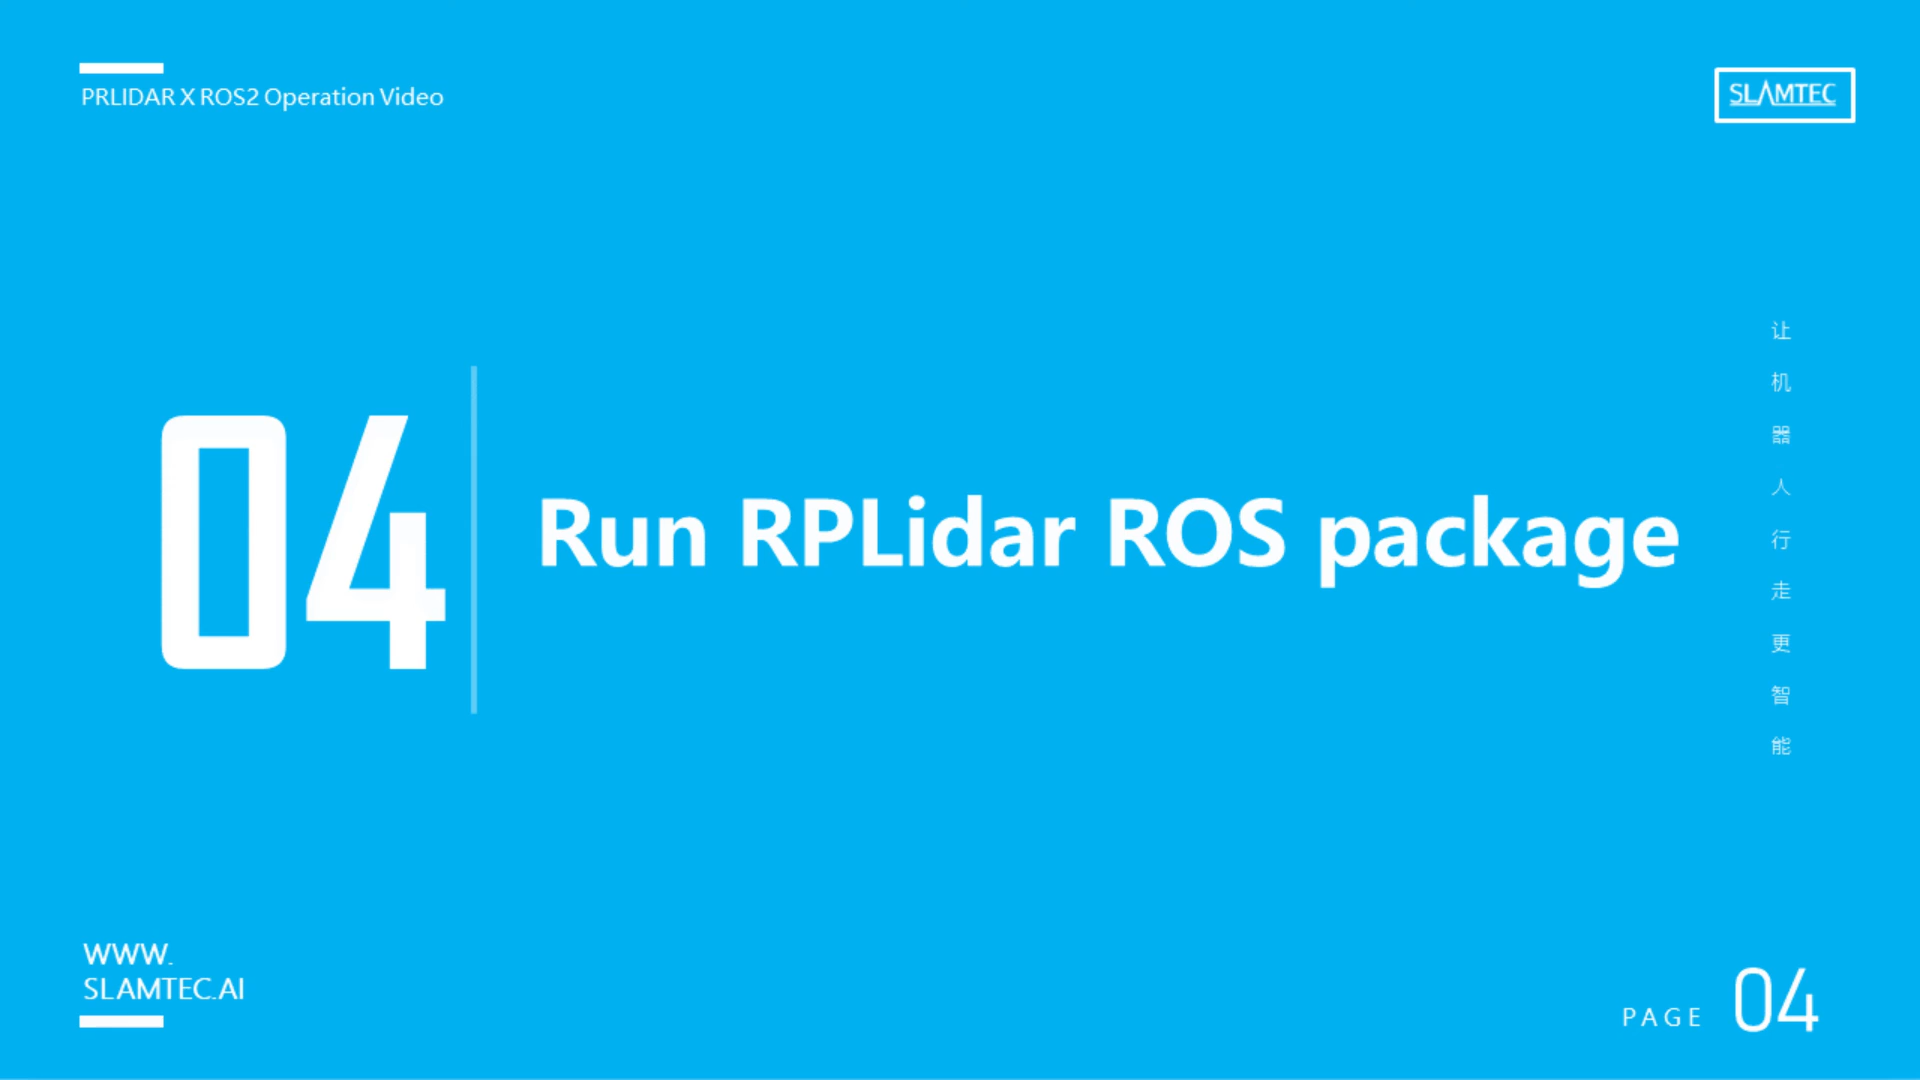 PRLIDAR X ROS2 Operation Video
SLAMTEC
04
Run RPLidar ROS package
让机器人行走更智能
WWW.
SLAMTEC.AI
PAGE 04